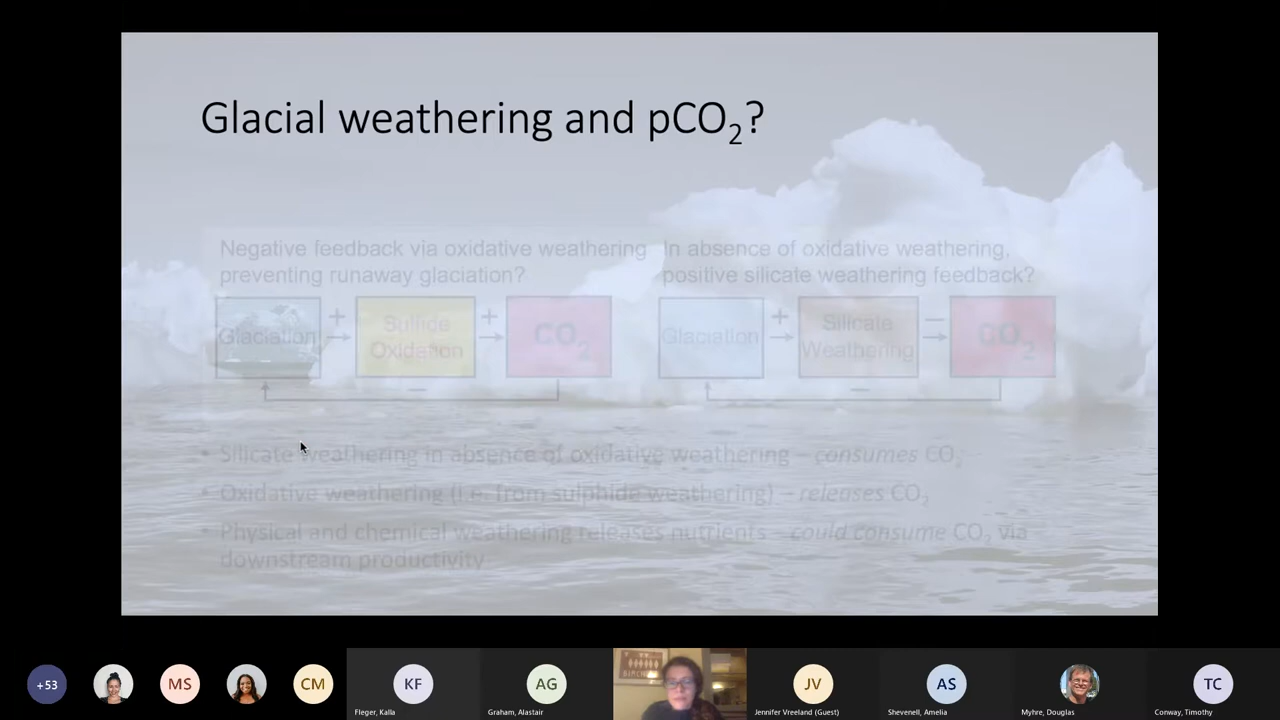 Glacial weathering and pCO₂?
Negative feedback via oxidative weathering
preventing runaway glaciation?
In absence of oxidative weathering,
positive silicate weathering feedback?
Glaciation
+
Sulfide
Oxidation
+
CO₂
−
Glaciation
+
Silicate
Weathering
−
CO₂
−
• Silicate weathering in absence of oxidative weathering – consumes CO₂
• Oxidative weathering (i.e. from sulphide weathering) – releases CO₂
• Physical and chemical weathering releases nutrients – could consume CO₂ via
downstream productivity
+53
MS
CM
KF
Fleger, Kalla
AG
Graham, Alastair
JV
Jennifer Vreeland (Guest)
AS
Shevenell, Amelia
Myhre, Douglas
TC
Conway, Timothy